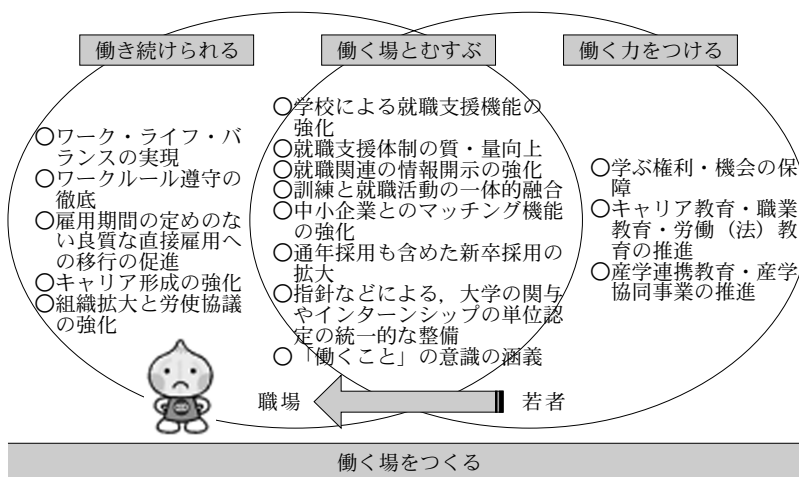 働き続けられる
働く場とむすぶ
働く力をつける
○ワーク・ライフ・バ
ランスの実現
○ワークルール遵守の
徹底
○雇用期間の定めのな
い良質な直接雇用へ
の移行の促進
○キャリア形成の強化
○組織拡大と労使協議
の強化
○学校による就職支援機能の
強化
○就職支援体制の質・量向上
○就職関連の情報開示の強化
○訓練と就職活動の一体的融合
○中小企業とのマッチング機能
の強化
○通年採用も含めた新卒採用の
拡大
○指針などによる，大学の関与
やインターンシップの単位認
定の統一的な整備
○「働くこと」の意識の涵義
○学ぶ権利・機会の保
障
○キャリア教育・職業
教育・労働（法）教
育の推進
○産学連携教育・産学
協同事業の推進
職場
若者
働く場をつくる